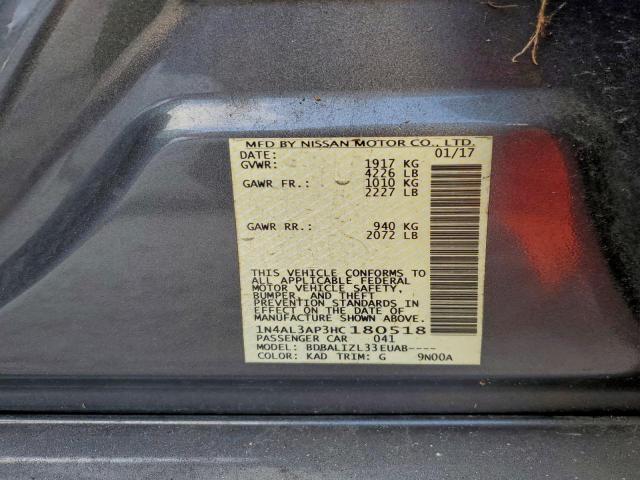 MFD BY NISSAN MOTOR CO., LTD.
DATE: 01/17
GVWR: 1917 KG
4226 LB
GAWR FR.: 1010 KG
2227 LB
GAWR RR.: 940 KG
2072 LB
THIS VEHICLE CONFORMS TO
ALL APPLICABLE FEDERAL
MOTOR VEHICLE SAFETY,
BUMPER, AND THEFT
PREVENTION STANDARDS IN
EFFECT ON THE DATE OF
MANUFACTURE SHOWN ABOVE.
1N4AL3AP3HC180518
PASSENGER CAR 041
MODEL: BDBALIZL33EUAB----
COLOR: KAD TRIM: G 9N00A